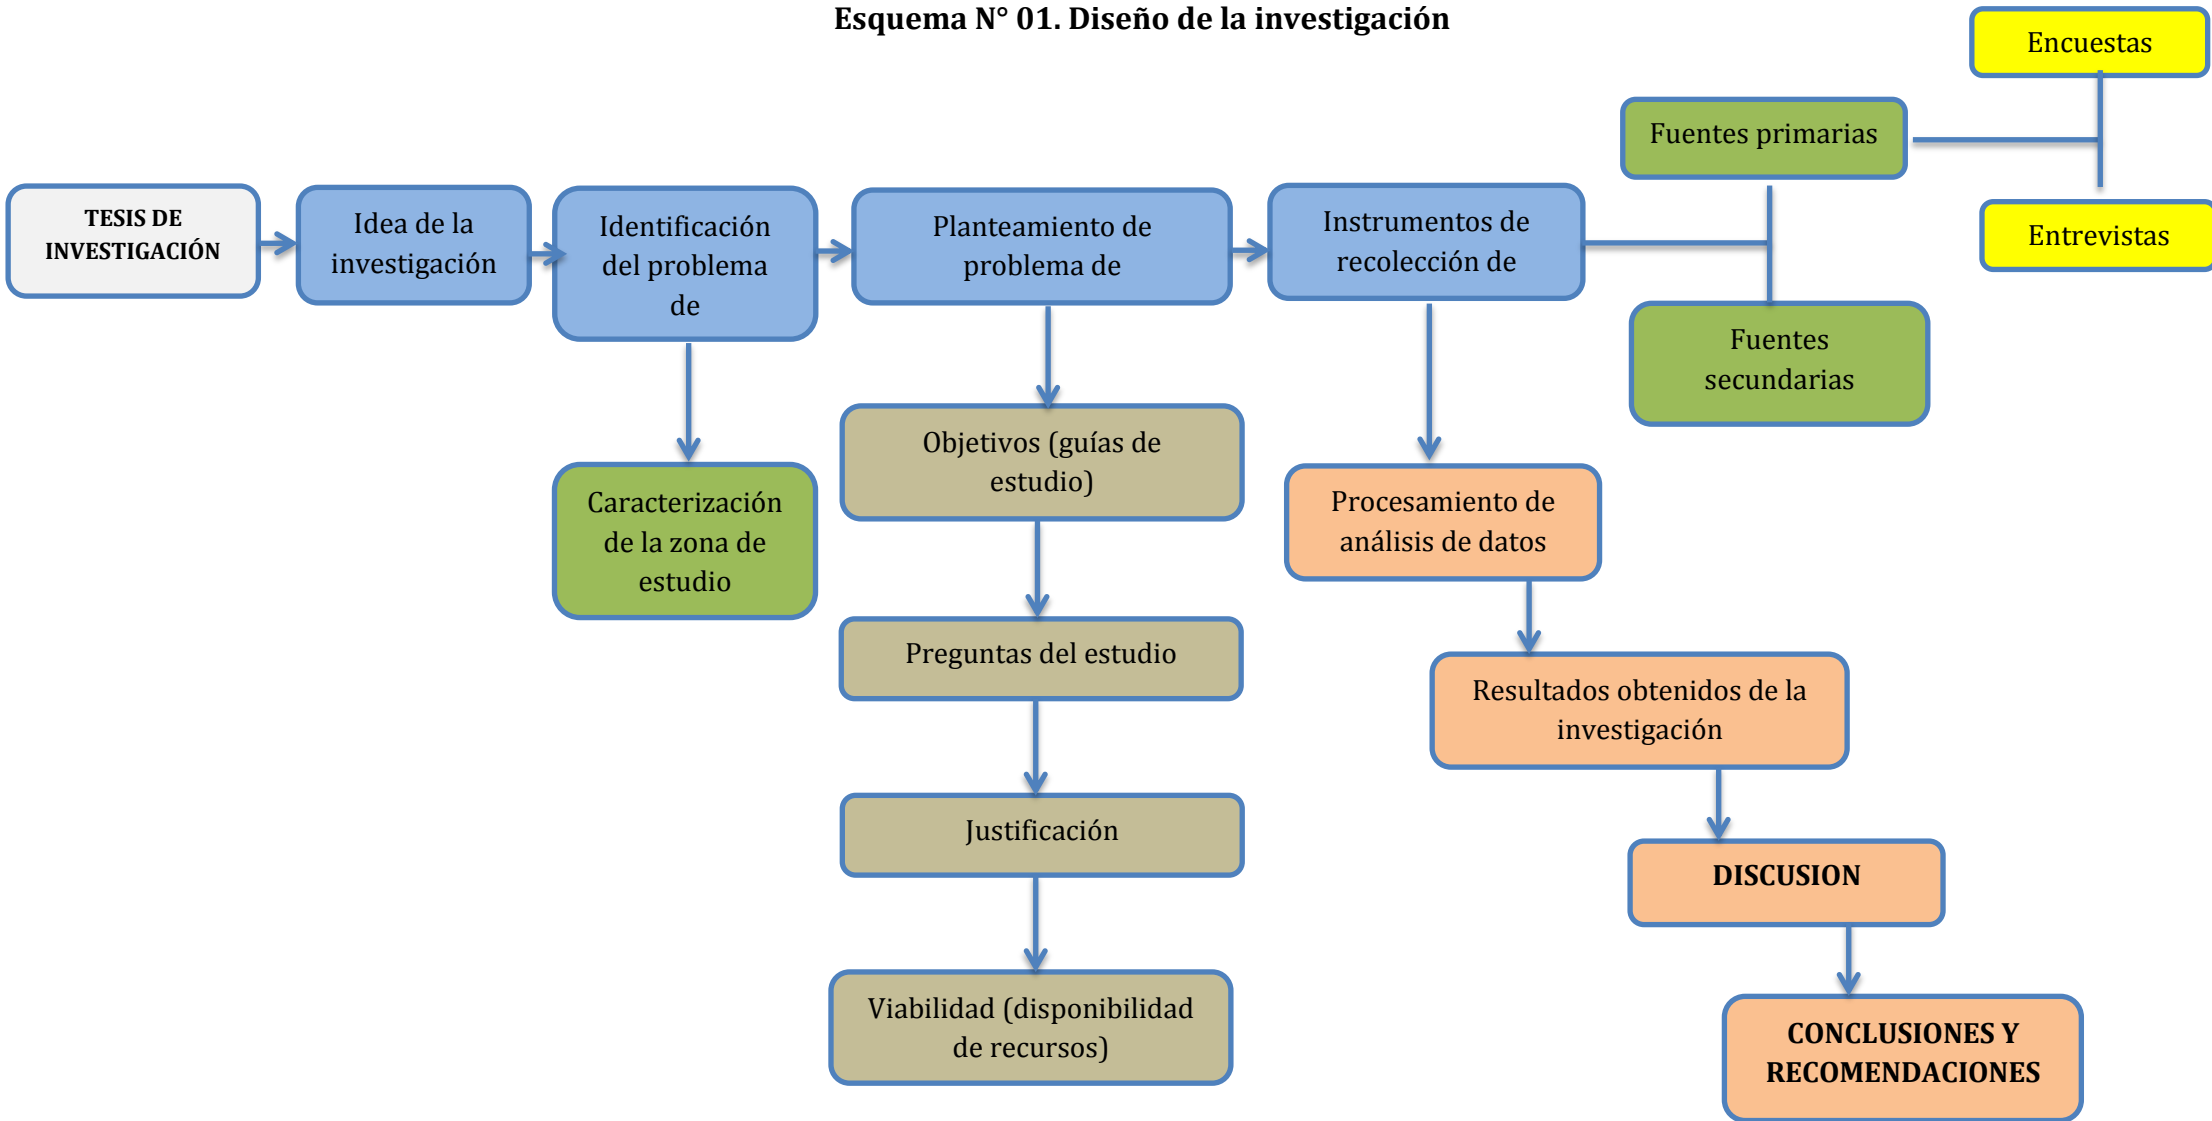 Esquema N° 01. Diseño de la investigación
Encuestas
Fuentes primarias
Entrevistas
TESIS DE
INVESTIGACIÓN
Idea de la
investigación
Identificación
del problema
de
Planteamiento de
problema de
Instrumentos de
recolección de
Fuentes
secundarias
Caracterización
de la zona de
estudio
Objetivos (guías de
estudio)
Preguntas del estudio
Justificación
Viabilidad (disponibilidad
de recursos)
Procesamiento de
análisis de datos
Resultados obtenidos de la
investigación
DISCUSION
CONCLUSIONES Y
RECOMENDACIONES